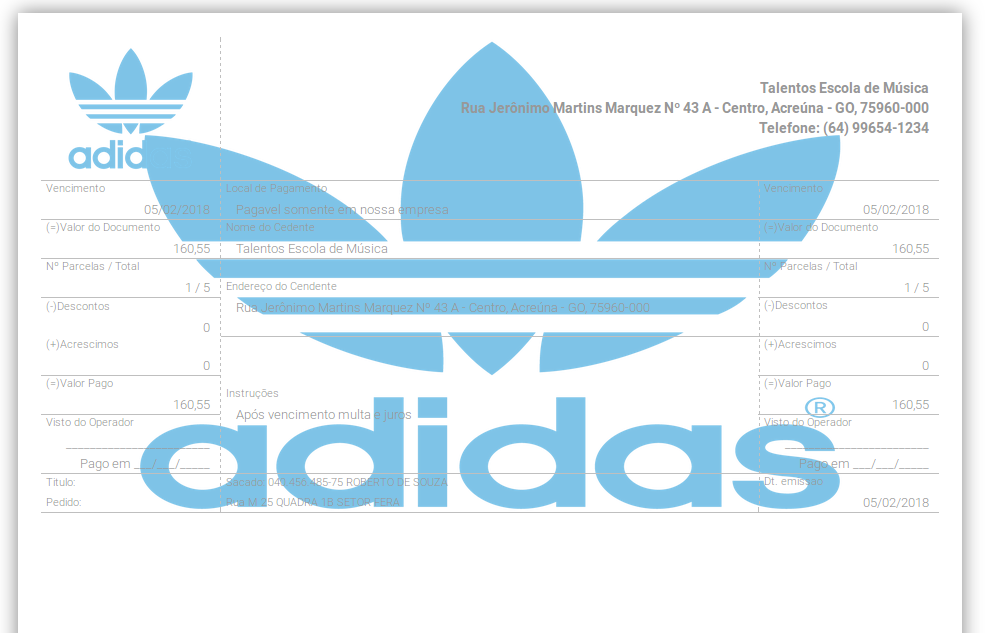 adidas
Talentos Escola de Música
Rua Jerônimo Martins Marquez Nº 43 A - Centro, Acreúna - GO, 75960-000
Telefone: (64) 99654-1234
Vencimento Local de Pagamento Vencimento
05/02/2018 Pagavel somente em nossa empresa 05/02/2018
(=)Valor do Documento Nome do Cedente (=)Valor do Documento
160,55 Talentos Escola de Música 160,55
Nº Parcelas / Total Nº Parcelas / Total
1 / 5 Endereço do Cendente 1 / 5
(-)Descontos Rua Jerônimo Martins Marquez Nº 43 A - Centro, Acreúna - GO, 75960-000 (-)Descontos
0 0
(+)Acrescimos (+)Acrescimos
0 0
(=)Valor Pago Instruções (=)Valor Pago
160,55 160,55
Após vencimento multa e juros
Visto do Operador Visto do Operador
Pago em ___/___/_____ Pago em ___/___/_____
Título: Sacado: 043.456.485-75 ROBERTO DE SOUZA Dt. emissão
Pedido: Rua M 25 QUADRA 1B SETOR FERA 05/02/2018
adidas ®